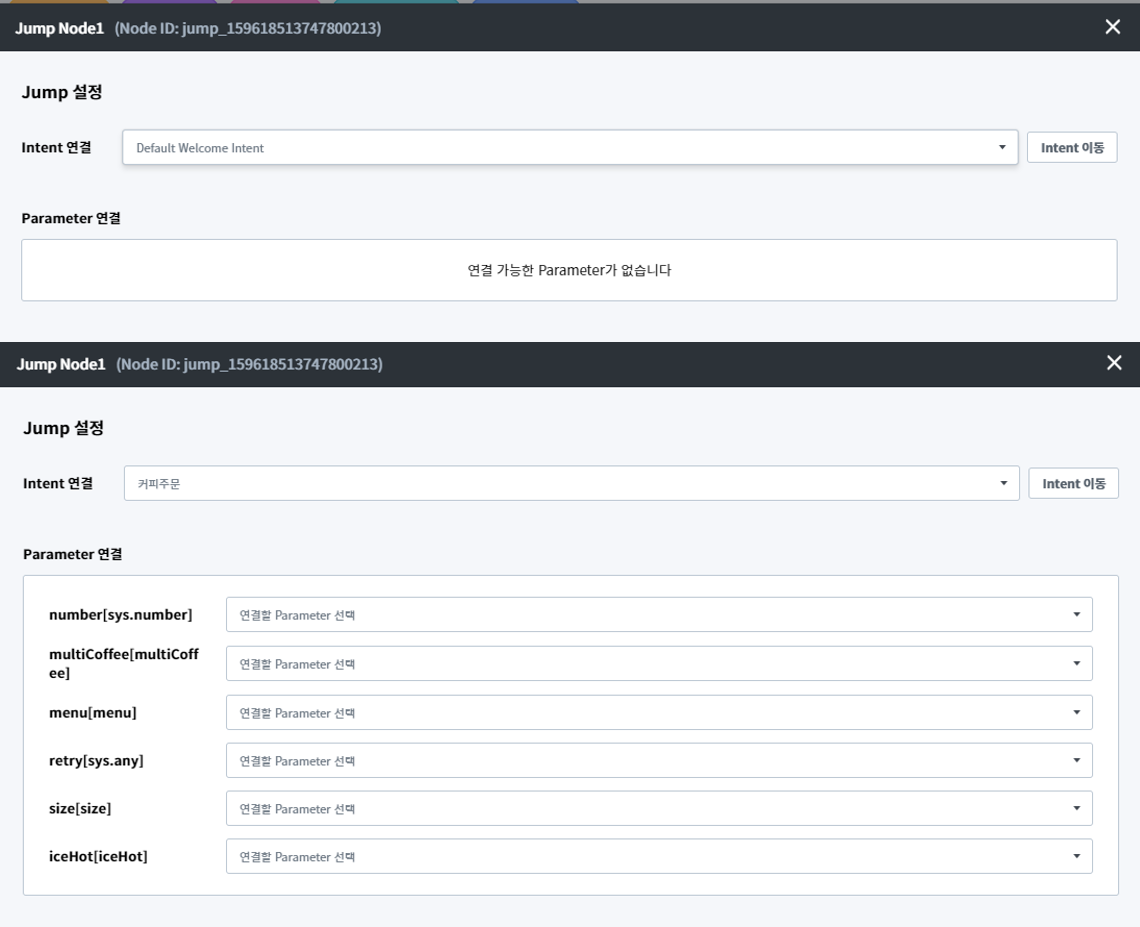 Jump Node1 (Node ID: jump_159618513747800213)
Jump 설정
Intent 연결 Default Welcome Intent Intent 이동
Parameter 연결
연결 가능한 Parameter가 없습니다
Jump Node1 (Node ID: jump_159618513747800213)
Jump 설정
Intent 연결 커피주문 Intent 이동
Parameter 연결
number[sys.number] 연결할 Parameter 선택
multiCoffee[multiCoff
ee] 연결할 Parameter 선택
menu[menu] 연결할 Parameter 선택
retry[sys.any] 연결할 Parameter 선택
size[size] 연결할 Parameter 선택
iceHot[iceHot] 연결할 Parameter 선택